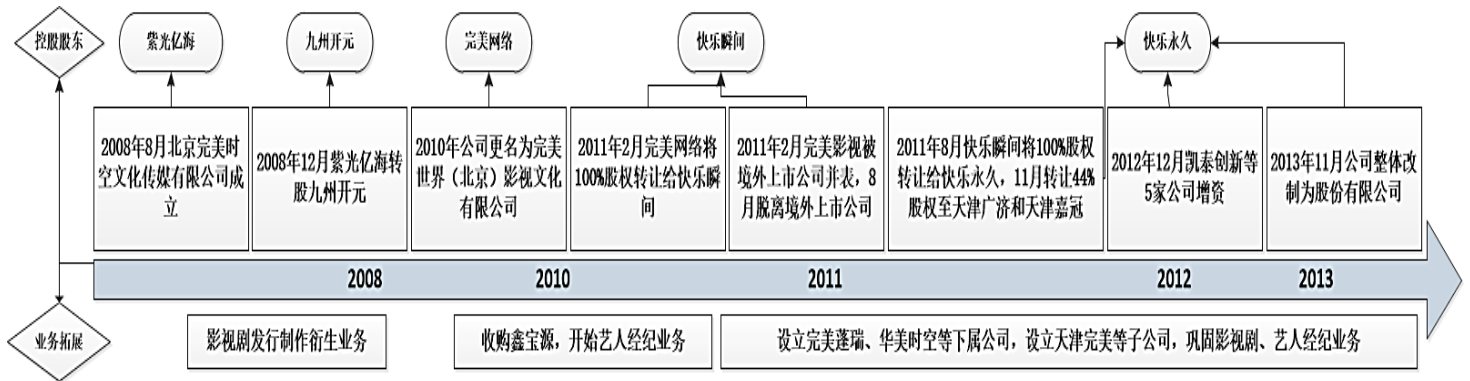 控股股东
紫光亿海
九州开元
完美网络
快乐瞬间
快乐永久
2008年8月北京完美时
空文化传媒有限公司成
立
2008年12月紫光亿海转
股九州开元
2010年公司更名为完美
世界（北京）影视文化
有限公司
2011年2月完美网络将
100%股权转让给快乐瞬
间
2011年2月完美影视被
境外上市公司并表，8
月脱离境外上市公司
2011年8月快乐瞬间将100%股权
转让给快乐永久，11月转让44%
股权至天津广济和天津嘉冠
2012年12月凯泰创新等
5家公司增资
2013年11月公司整体改
制为股份有限公司
2008
2010
2011
2012
2013
业务拓展
影视剧发行制作衍生业务
收购鑫宝源，开始艺人经纪业务
设立完美蓬瑞、华美时空等下属公司，设立天津完美等子公司，巩固影视剧、艺人经纪业务